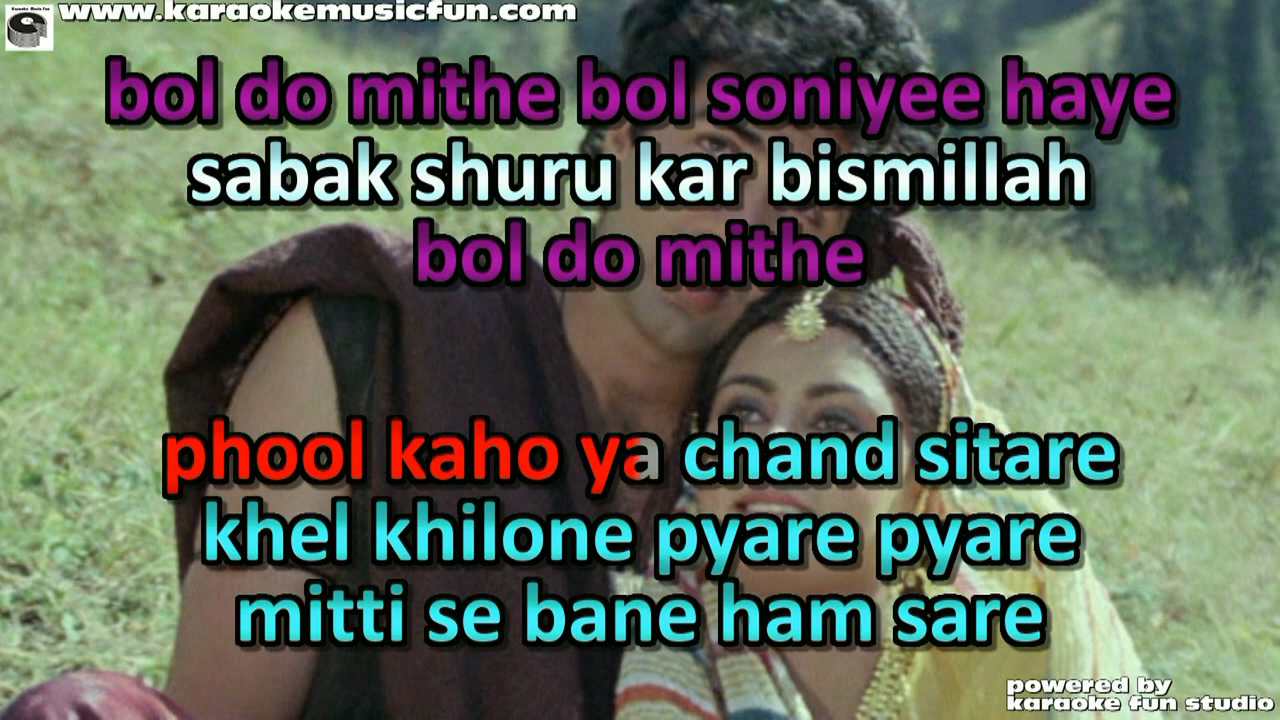 www.karaokemusicfun.com
bol do mithe bol soniyee haye
sabak shuru kar bismillah
bol do mithe
phool kaho ya chand sitare
khel khilone pyare pyare
mitti se bane ham sare
powered by
karaoke fun studio